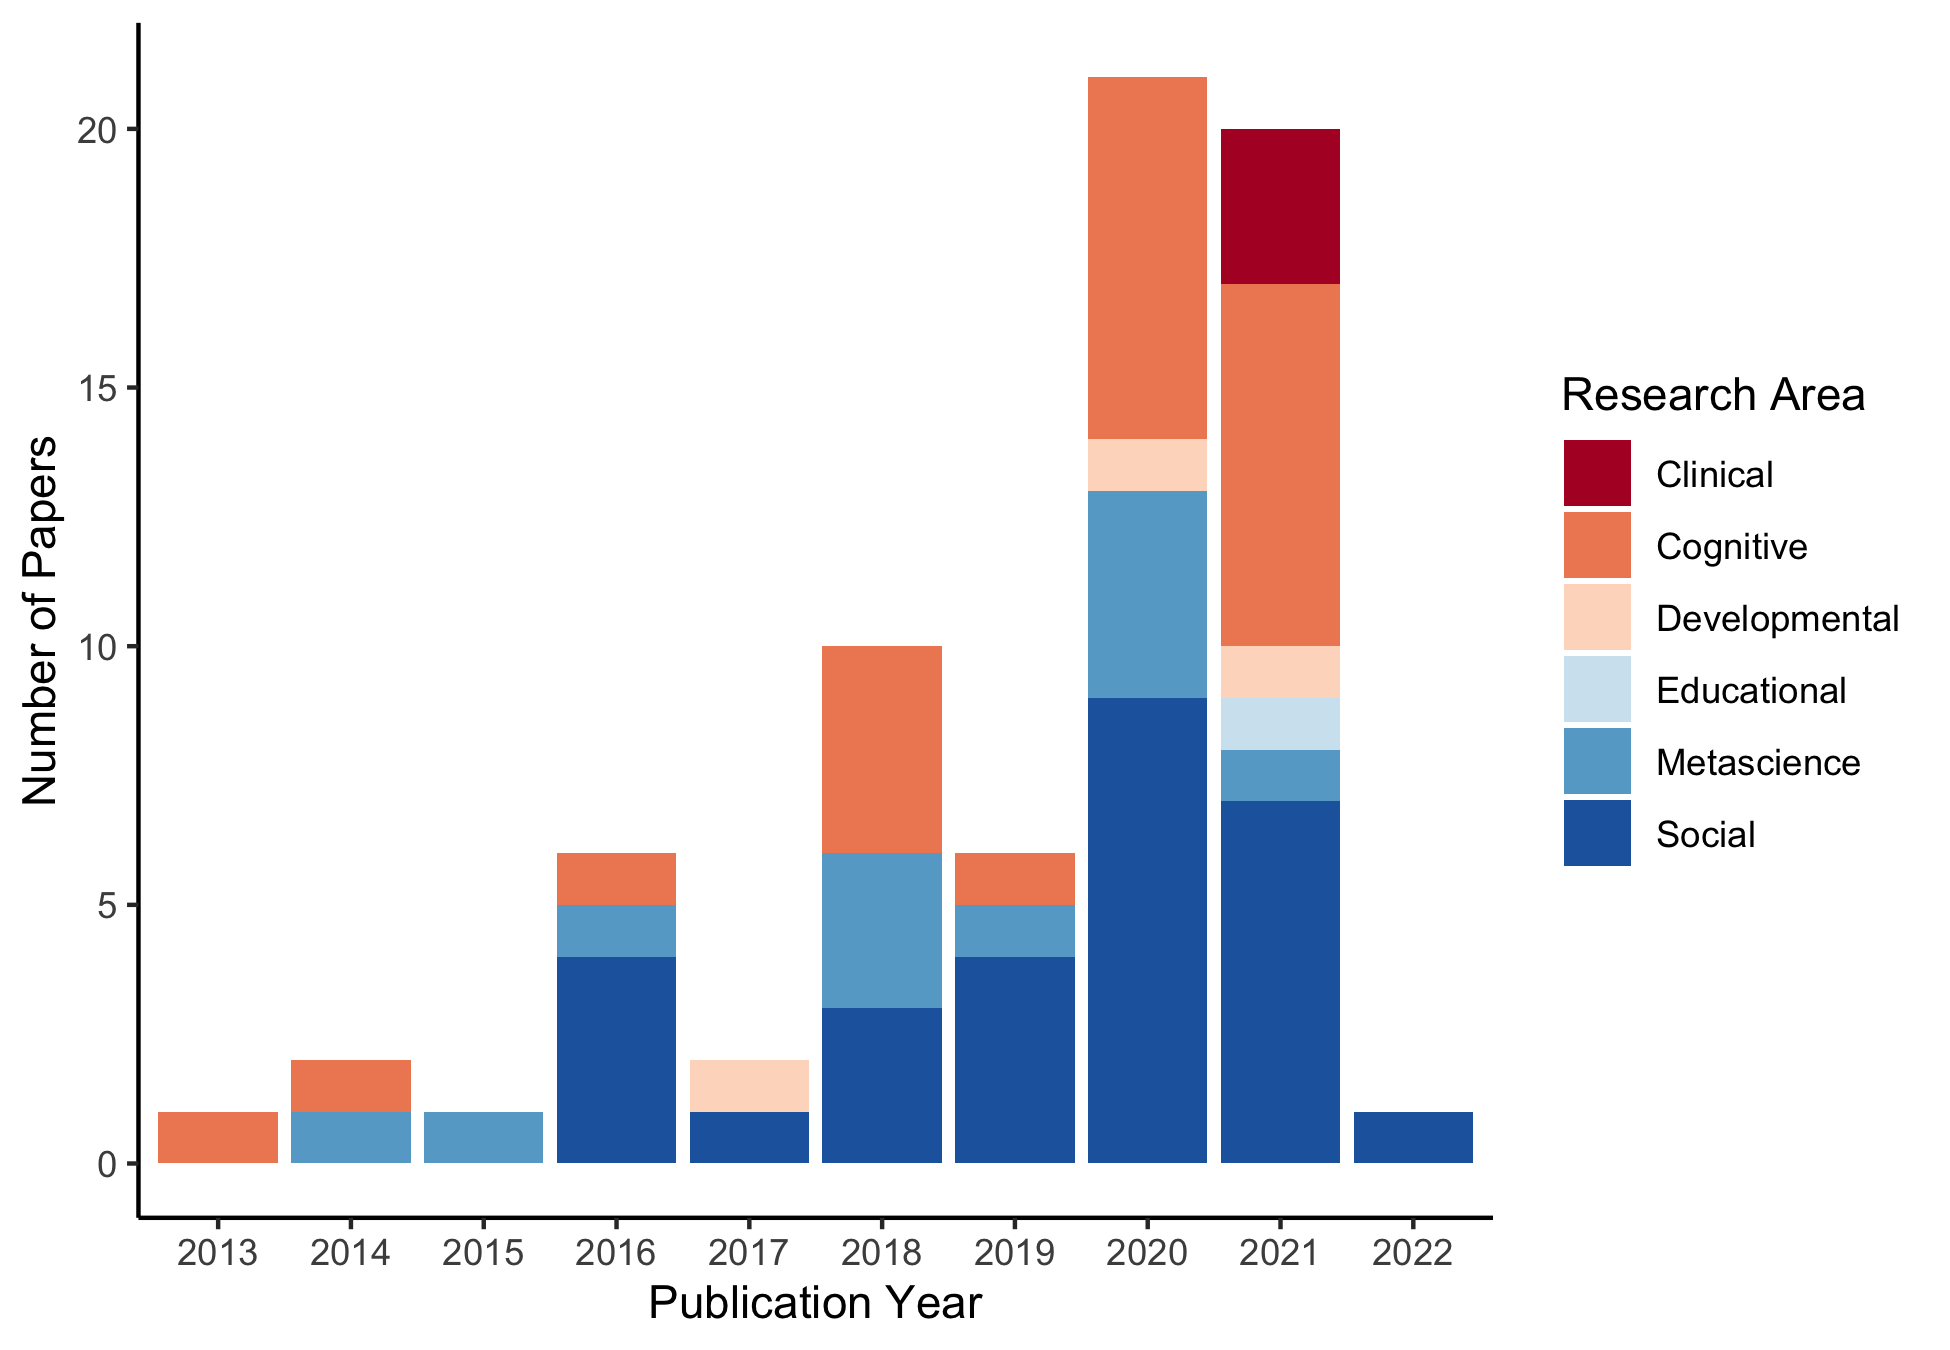 20
15
10
5
0
Number of Papers
2013 2014 2015 2016 2017 2018 2019 2020 2021 2022
Publication Year
Research Area
Clinical
Cognitive
Developmental
Educational
Metascience
Social